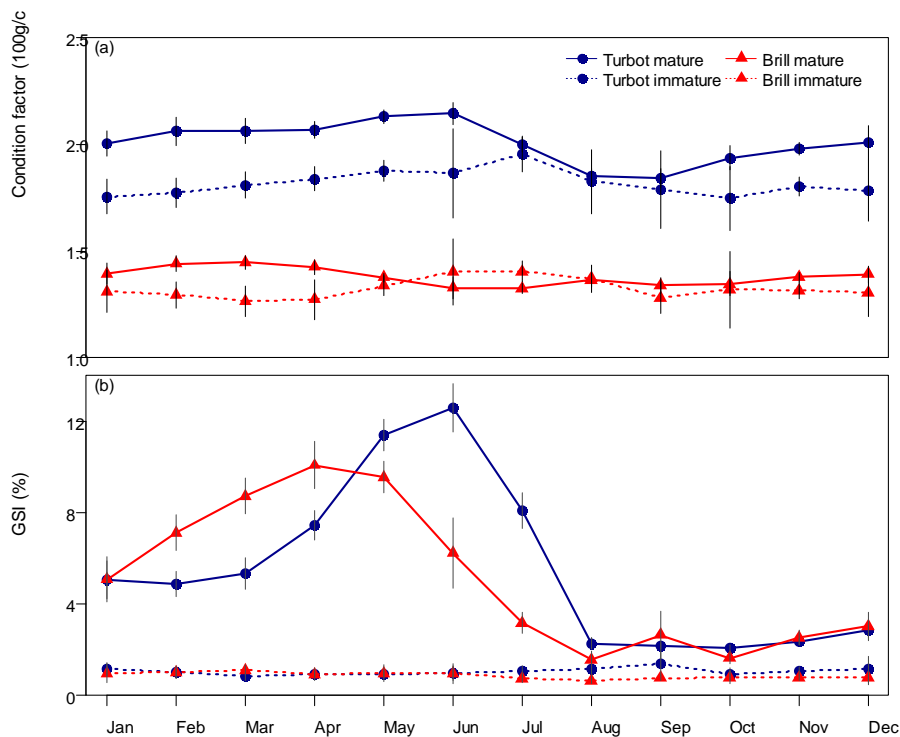 2.5
(a)
Turbot mature
Brill mature
Turbot immature
Brill immature
Condition factor (100g/c
2.0
1.5
1.0
(b)
12
GSI (%)
8
4
0
Jan Feb Mar Apr May Jun Jul Aug Sep Oct Nov Dec